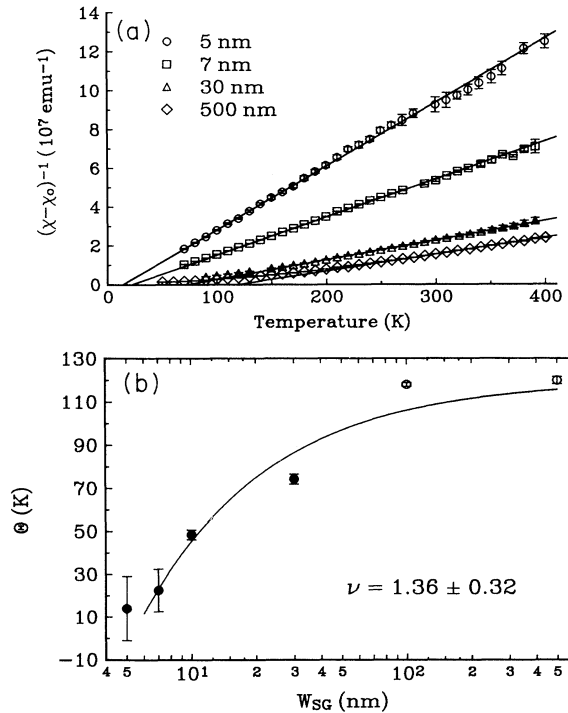 (a)
5 nm
7 nm
30 nm
500 nm
14
12
10
8
6
4
2
0
(χ-χ₀)⁻¹ (10⁷ emu⁻¹)
0 100 200 300 400
Temperature (K)
(b)
130
110
90
70
50
30
10
-10
Θ (K)
ν = 1.36 ± 0.32
4 5 10¹ 2 3 4 5 10² 2 3 4 5
W_SG (nm)